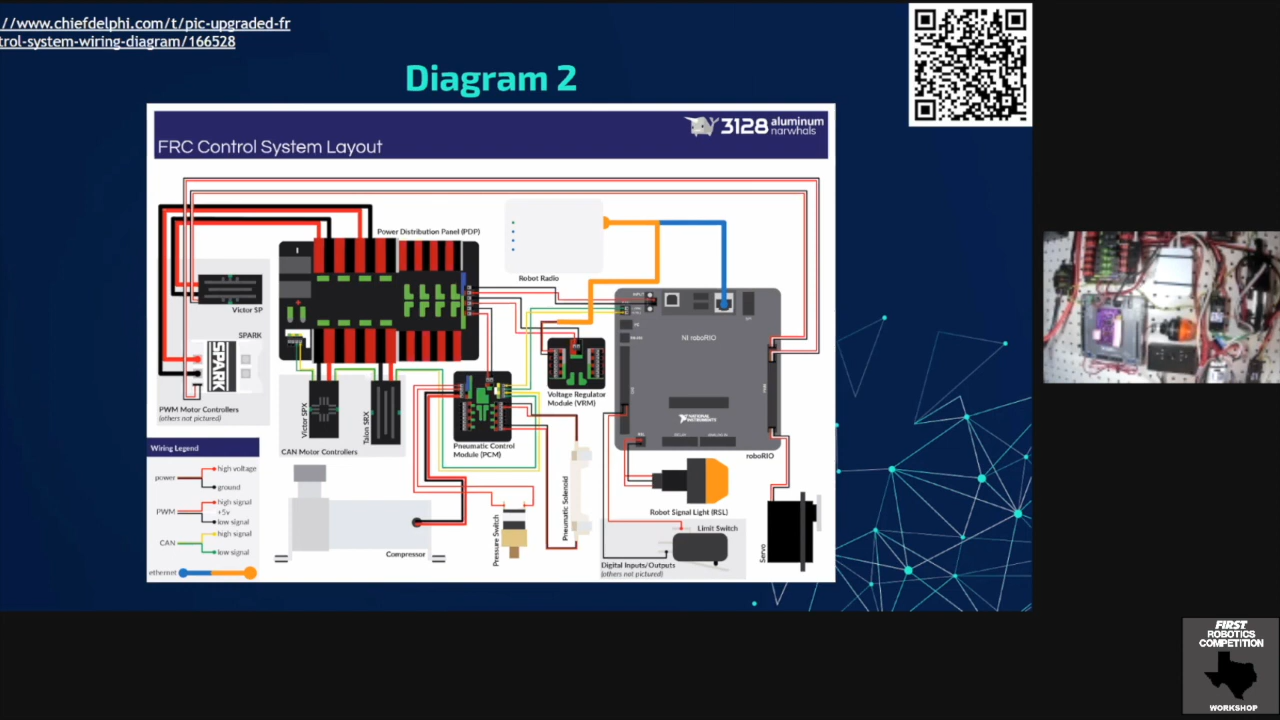 //www.chiefdelphi.com/t/pic-upgraded-fr
trol-system-wiring-diagram/166528
Diagram 2
3128 aluminum
narwhals
FRC Control System Layout
Power Distribution Panel (PDP)
Robot Radio
Victor SP
SPARK
SPARK
PWM Motor Controllers
(others not pictured)
Victor SPX
Talon SRX
CAN Motor Controllers
Pneumatic Control
Module (PCM)
Voltage Regulator
Module (VRM)
NI roboRIO
NATIONAL
INSTRUMENTS
roboRIO
Wiring Legend
power
high voltage
ground
PWM
high signal
+5v
low signal
CAN
high signal
low signal
ethernet
Compressor
Pressure Switch
Pneumatic Solenoid
Robot Signal Light (RSL)
Limit Switch
Digital Inputs/Outputs
(others not pictured)
Servo
FIRST
ROBOTICS
COMPETITION
WORKSHOP